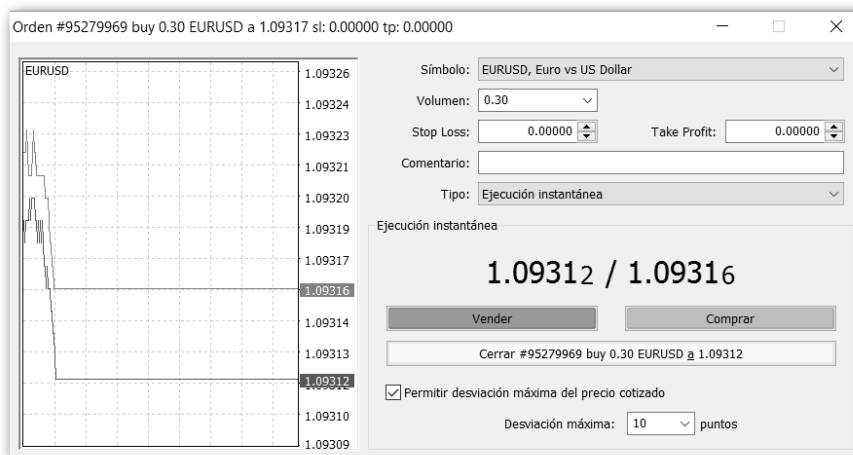 Orden #95279969 buy 0.30 EURUSD a 1.09317 sl: 0.00000 tp: 0.00000
EURUSD
1.09326
1.09324
1.09323
1.09321
1.09320
1.09319
1.09317
1.09316
1.09314
1.09313
1.09312
1.09310
1.09309
Símbolo: EURUSD, Euro vs US Dollar
Volumen: 0.30
Stop Loss: 0.00000 Take Profit: 0.00000
Comentario:
Tipo: Ejecución instantánea
Ejecución instantánea
1.09312 / 1.09316
Vender Comprar
Cerrar #95279969 buy 0.30 EURUSD a 1.09312
Permitir desviación máxima del precio cotizado
Desviación máxima: 10 puntos